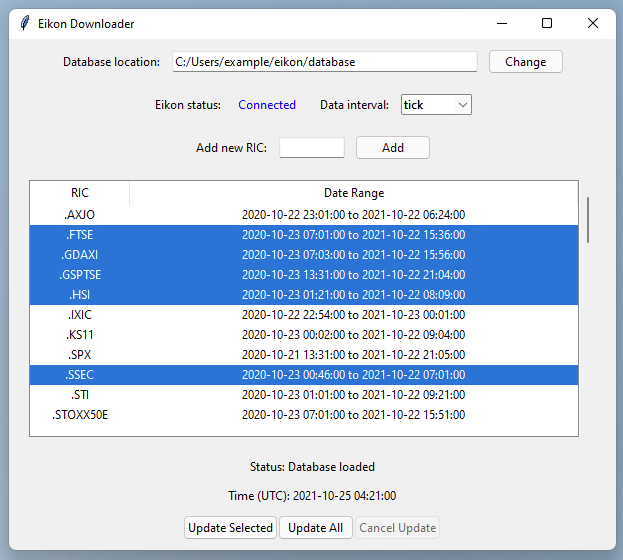 Eikon Downloader
Database location: C:/Users/example/eikon/database Change
Eikon status: Connected Data interval: tick
Add new RIC: Add
RIC Date Range
.AXJO 2020-10-22 23:01:00 to 2021-10-22 06:24:00
.FTSE 2020-10-23 07:01:00 to 2021-10-22 15:36:00
.GDAXI 2020-10-23 07:03:00 to 2021-10-22 15:56:00
.GSPTSE 2020-10-23 13:31:00 to 2021-10-22 21:04:00
.HSI 2020-10-23 01:21:00 to 2021-10-22 08:09:00
.IXIC 2020-10-22 22:54:00 to 2021-10-23 00:01:00
.KS11 2020-10-23 00:02:00 to 2021-10-22 09:04:00
.SPX 2020-10-21 13:31:00 to 2021-10-22 21:05:00
.SSEC 2020-10-23 00:46:00 to 2021-10-22 07:01:00
.STI 2020-10-23 01:01:00 to 2021-10-22 09:21:00
.STOXX50E 2020-10-23 07:01:00 to 2021-10-22 15:51:00
Status: Database loaded
Time (UTC): 2021-10-25 04:21:00
Update Selected Update All Cancel Update